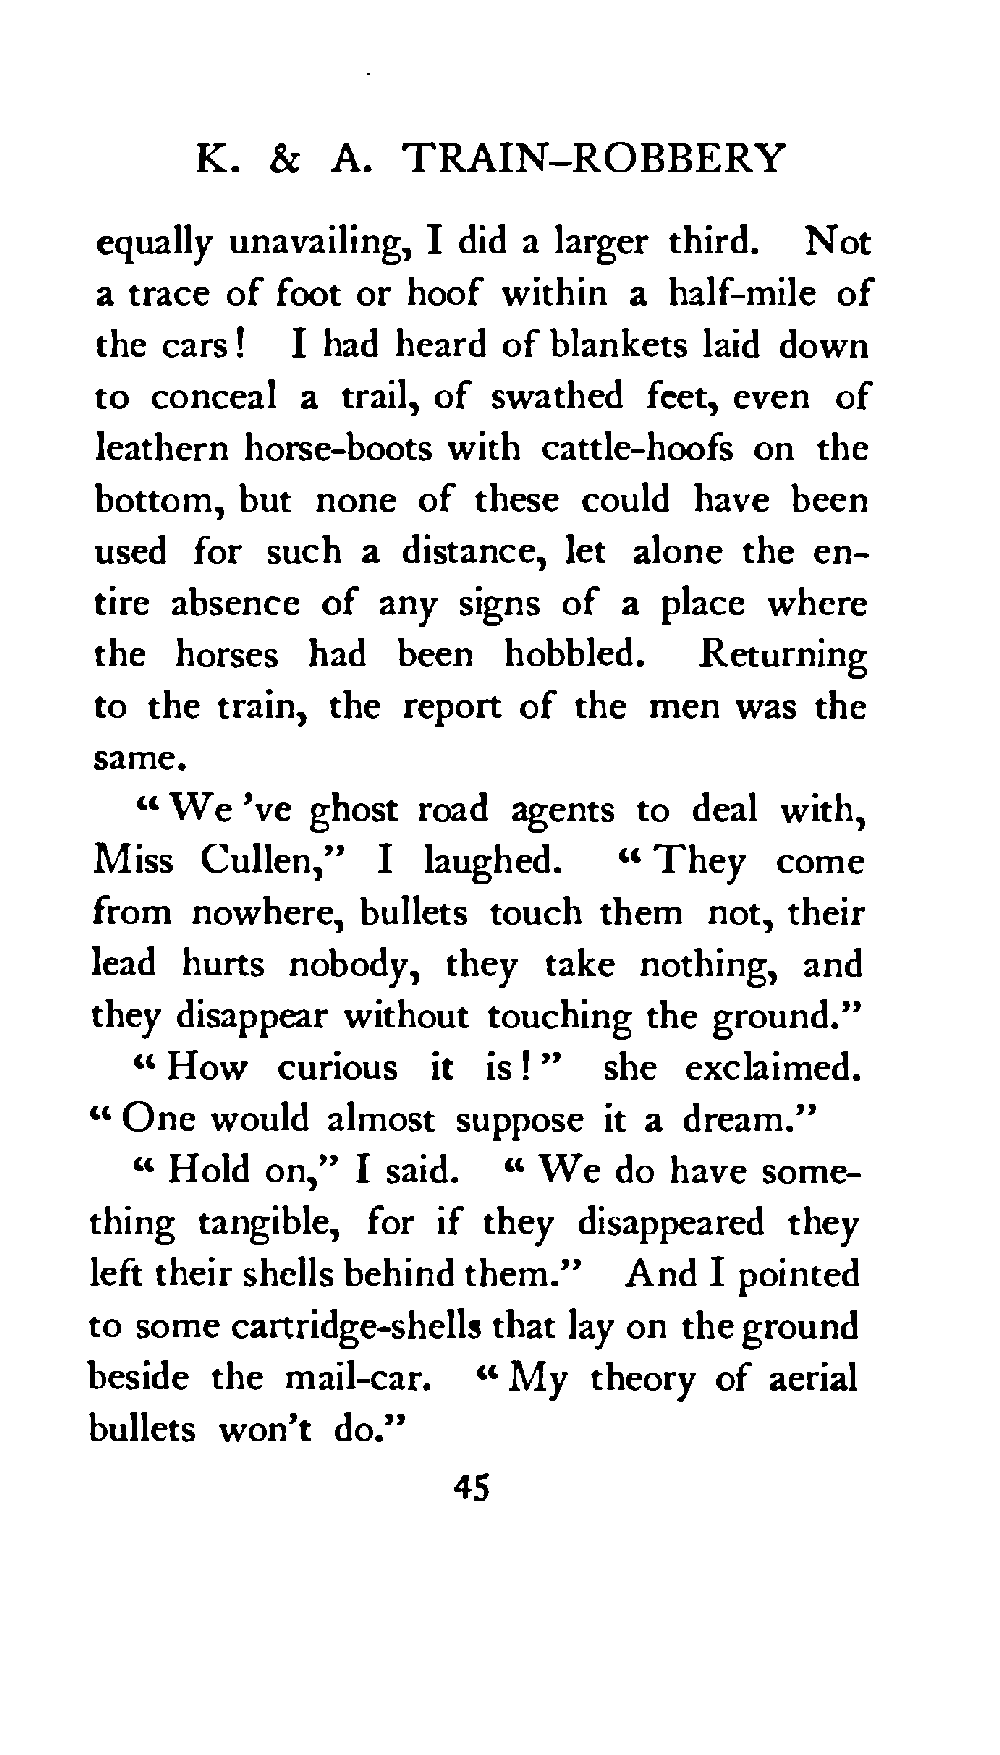 K. & A. TRAIN-ROBBERY
equally unavailing, I did a larger third. Not
a trace of foot or hoof within a half-mile of
the cars! I had heard of blankets laid down
to conceal a trail, of swathed feet, even of
leathern horse-boots with cattle-hoofs on the
bottom, but none of these could have been
used for such a distance, let alone the en-
tire absence of any signs of a place where
the horses had been hobbled. Returning
to the train, the report of the men was the
same.
“We 've ghost road agents to deal with,
Miss Cullen,” I laughed. “They come
from nowhere, bullets touch them not, their
lead hurts nobody, they take nothing, and
they disappear without touching the ground.”
“How curious it is!” she exclaimed.
“One would almost suppose it a dream.”
“Hold on,” I said. “We do have some-
thing tangible, for if they disappeared they
left their shells behind them.” And I pointed
to some cartridge-shells that lay on the ground
beside the mail-car. “My theory of aerial
bullets won't do.”
45